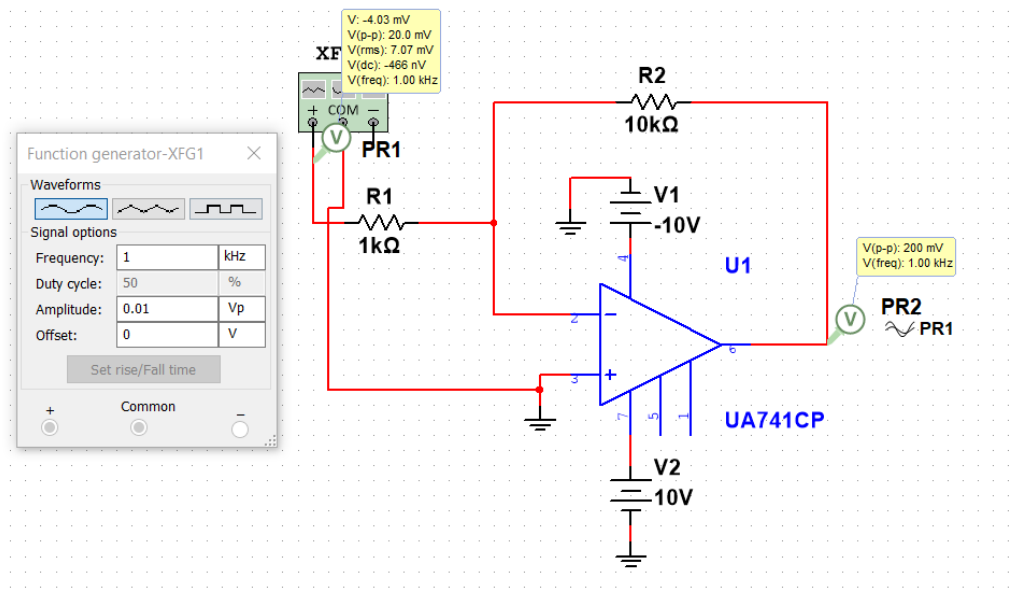 V: -4.03 mV
V(p-p): 20.0 mV
V(rms): 7.07 mV
V(dc): -466 nV
V(freq): 1.00 kHz
+ COM −
V
PR1
R2
10kΩ
Function generator-XFG1
Waveforms
Signal options
Frequency: 1 kHz
Duty cycle: 50 %
Amplitude: 0.01 Vp
Offset: 0 V
Set rise/Fall time
+ Common −
R1
1kΩ
V1
-10V
4
U1
2 −
3 +
6
7 5 1
UA741CP
V(p-p): 200 mV
V(freq): 1.00 kHz
V
PR2
PR1
V2
10V